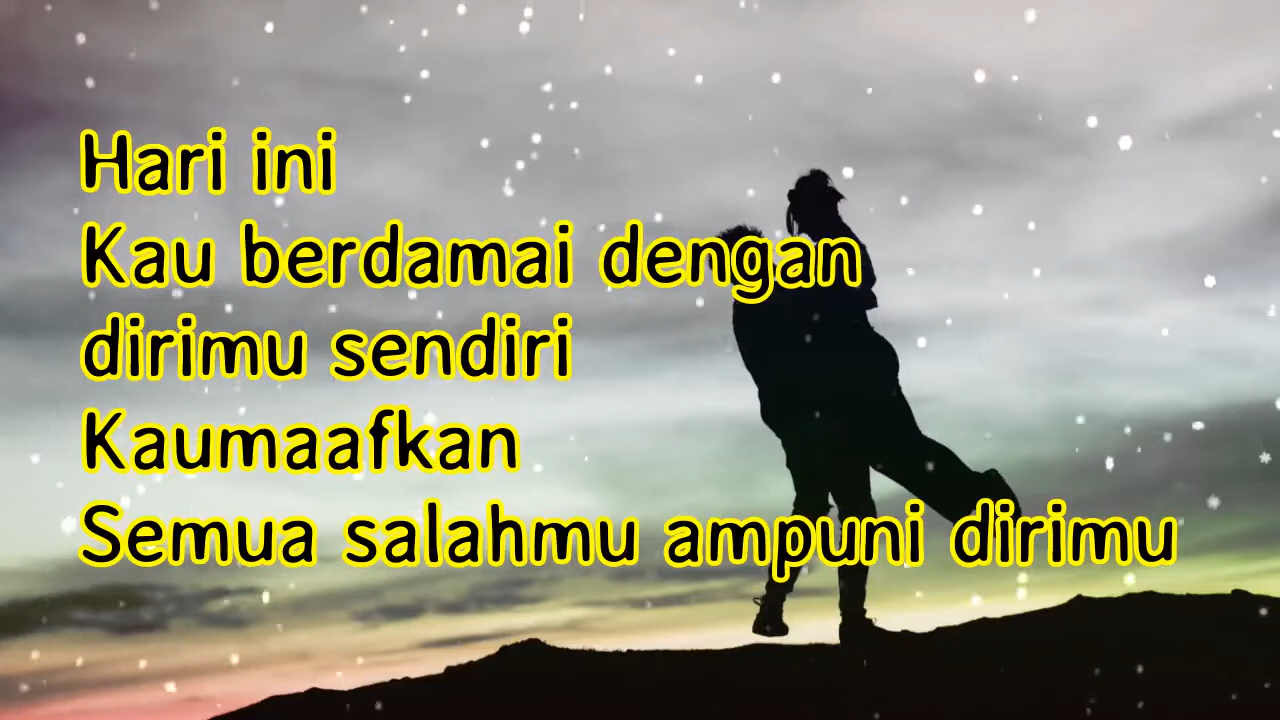 Hari ini
Kau berdamai dengan
dirimu sendiri
Kaumaafkan
Semua salahmu ampuni dirimu